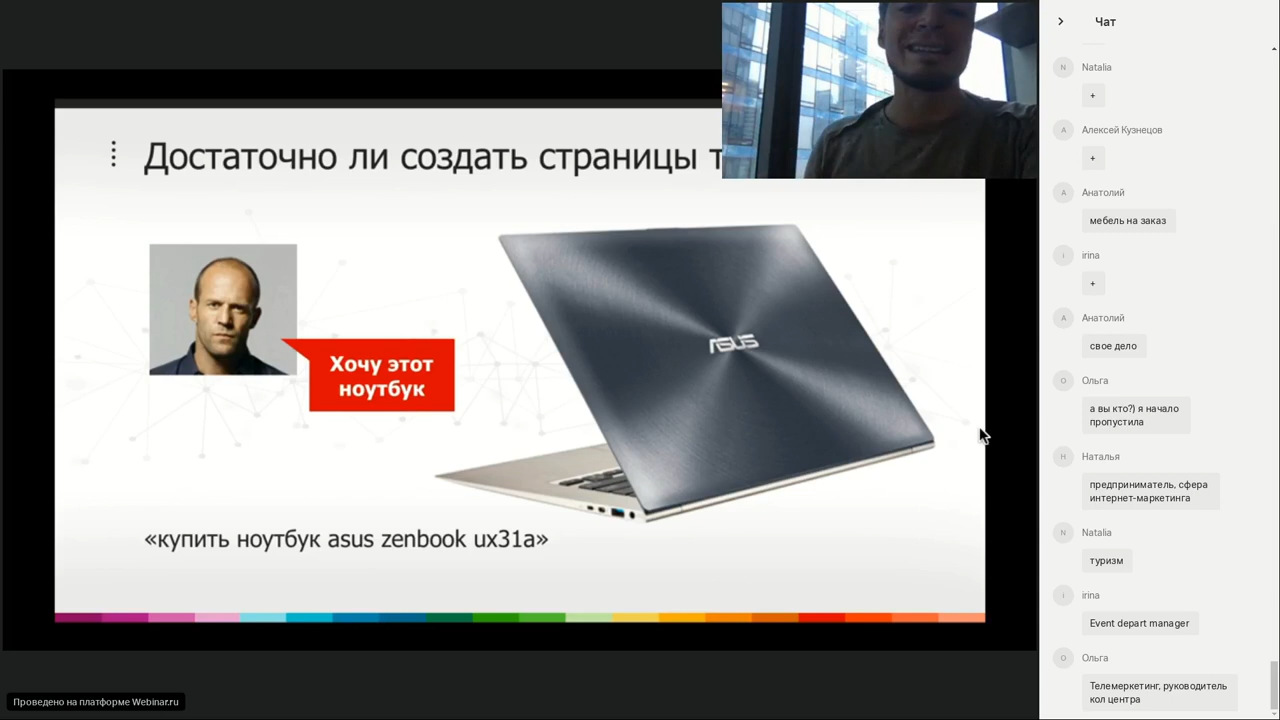 Достаточно ли создать страницы
Хочу этот
ноутбук
ASUS
«купить ноутбук asus zenbook ux31a»
Проведено на платформе Webinar.ru
Чат
N
Natalia
+
А
Алексей Кузнецов
+
А
Анатолий
мебель на заказ
i
irina
+
А
Анатолий
свое дело
О
Ольга
а вы кто?) я начало
пропустила
Н
Наталья
предприниматель, сфера
интернет-маркетинга
N
Natalia
туризм
i
irina
Event depart manager
О
Ольга
Телемеркетинг, руководитель
кол центра